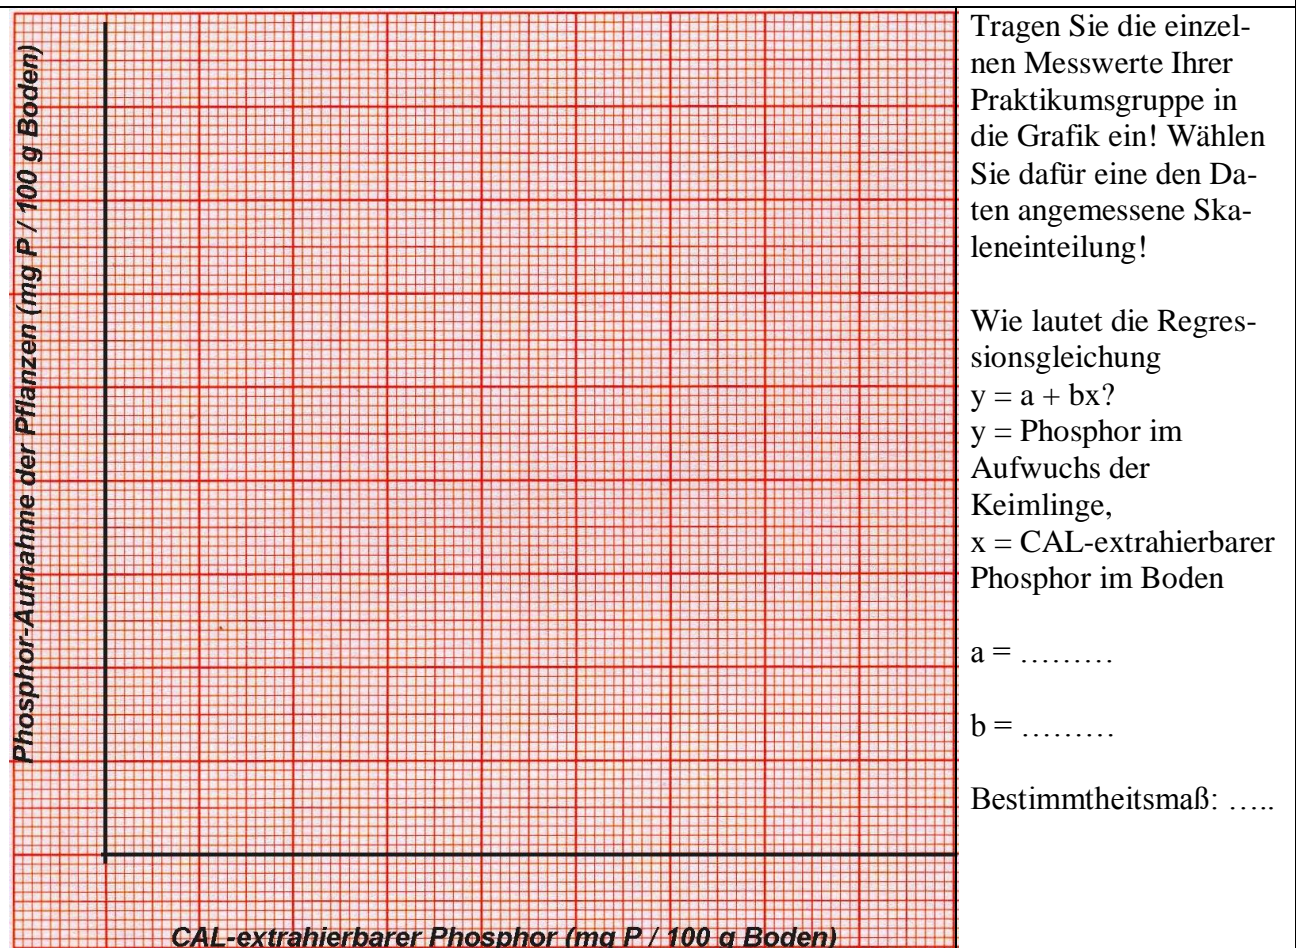 Phosphor-Aufnahme der Pflanzen (mg P / 100 g Boden)
CAL-extrahierbarer Phosphor (mg P / 100 g Boden)
Tragen Sie die einzel-
nen Messwerte Ihrer
Praktikumsgruppe in
die Grafik ein! Wählen
Sie dafür eine den Da-
ten angemessene Ska-
leneinteilung!
Wie lautet die Regres-
sionsgleichung
y = a + bx?
y = Phosphor im
Aufwuchs der
Keimlinge,
x = CAL-extrahierbarer
Phosphor im Boden
a = ………
b = ………
Bestimmtheitsmaß: …..